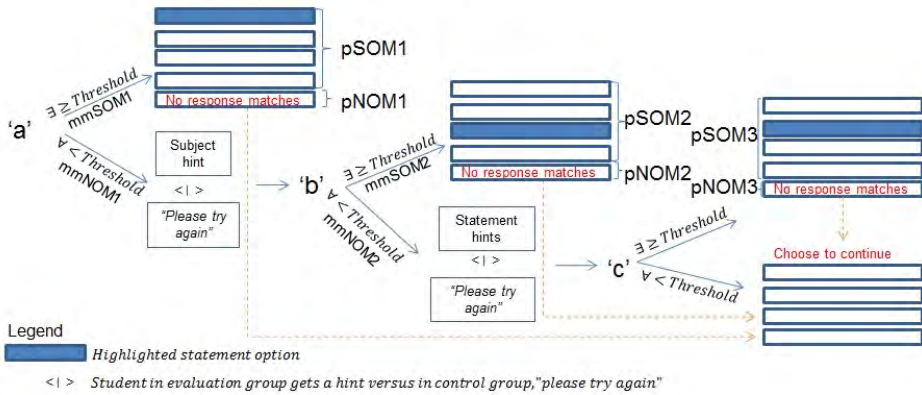 pSOM1
∃ ≥ Threshold
mmSOM1
No response matches
pNOM1
'a'
∀ < Threshold
mmNOM1
Subject
hint
< | >
"Please try
again"
'b'
∃ ≥ Threshold
mmSOM2
pSOM2
No response matches
pNOM2
∀ < Threshold
mmNOM2
Statement
hints
< | >
"Please try
again"
'c'
pSOM3
pNOM3
No response matches
∃ ≥ Threshold
∀ < Threshold
Choose to continue
Legend
Highlighted statement option
< | > Student in evaluation group gets a hint versus in control group,"please try again"